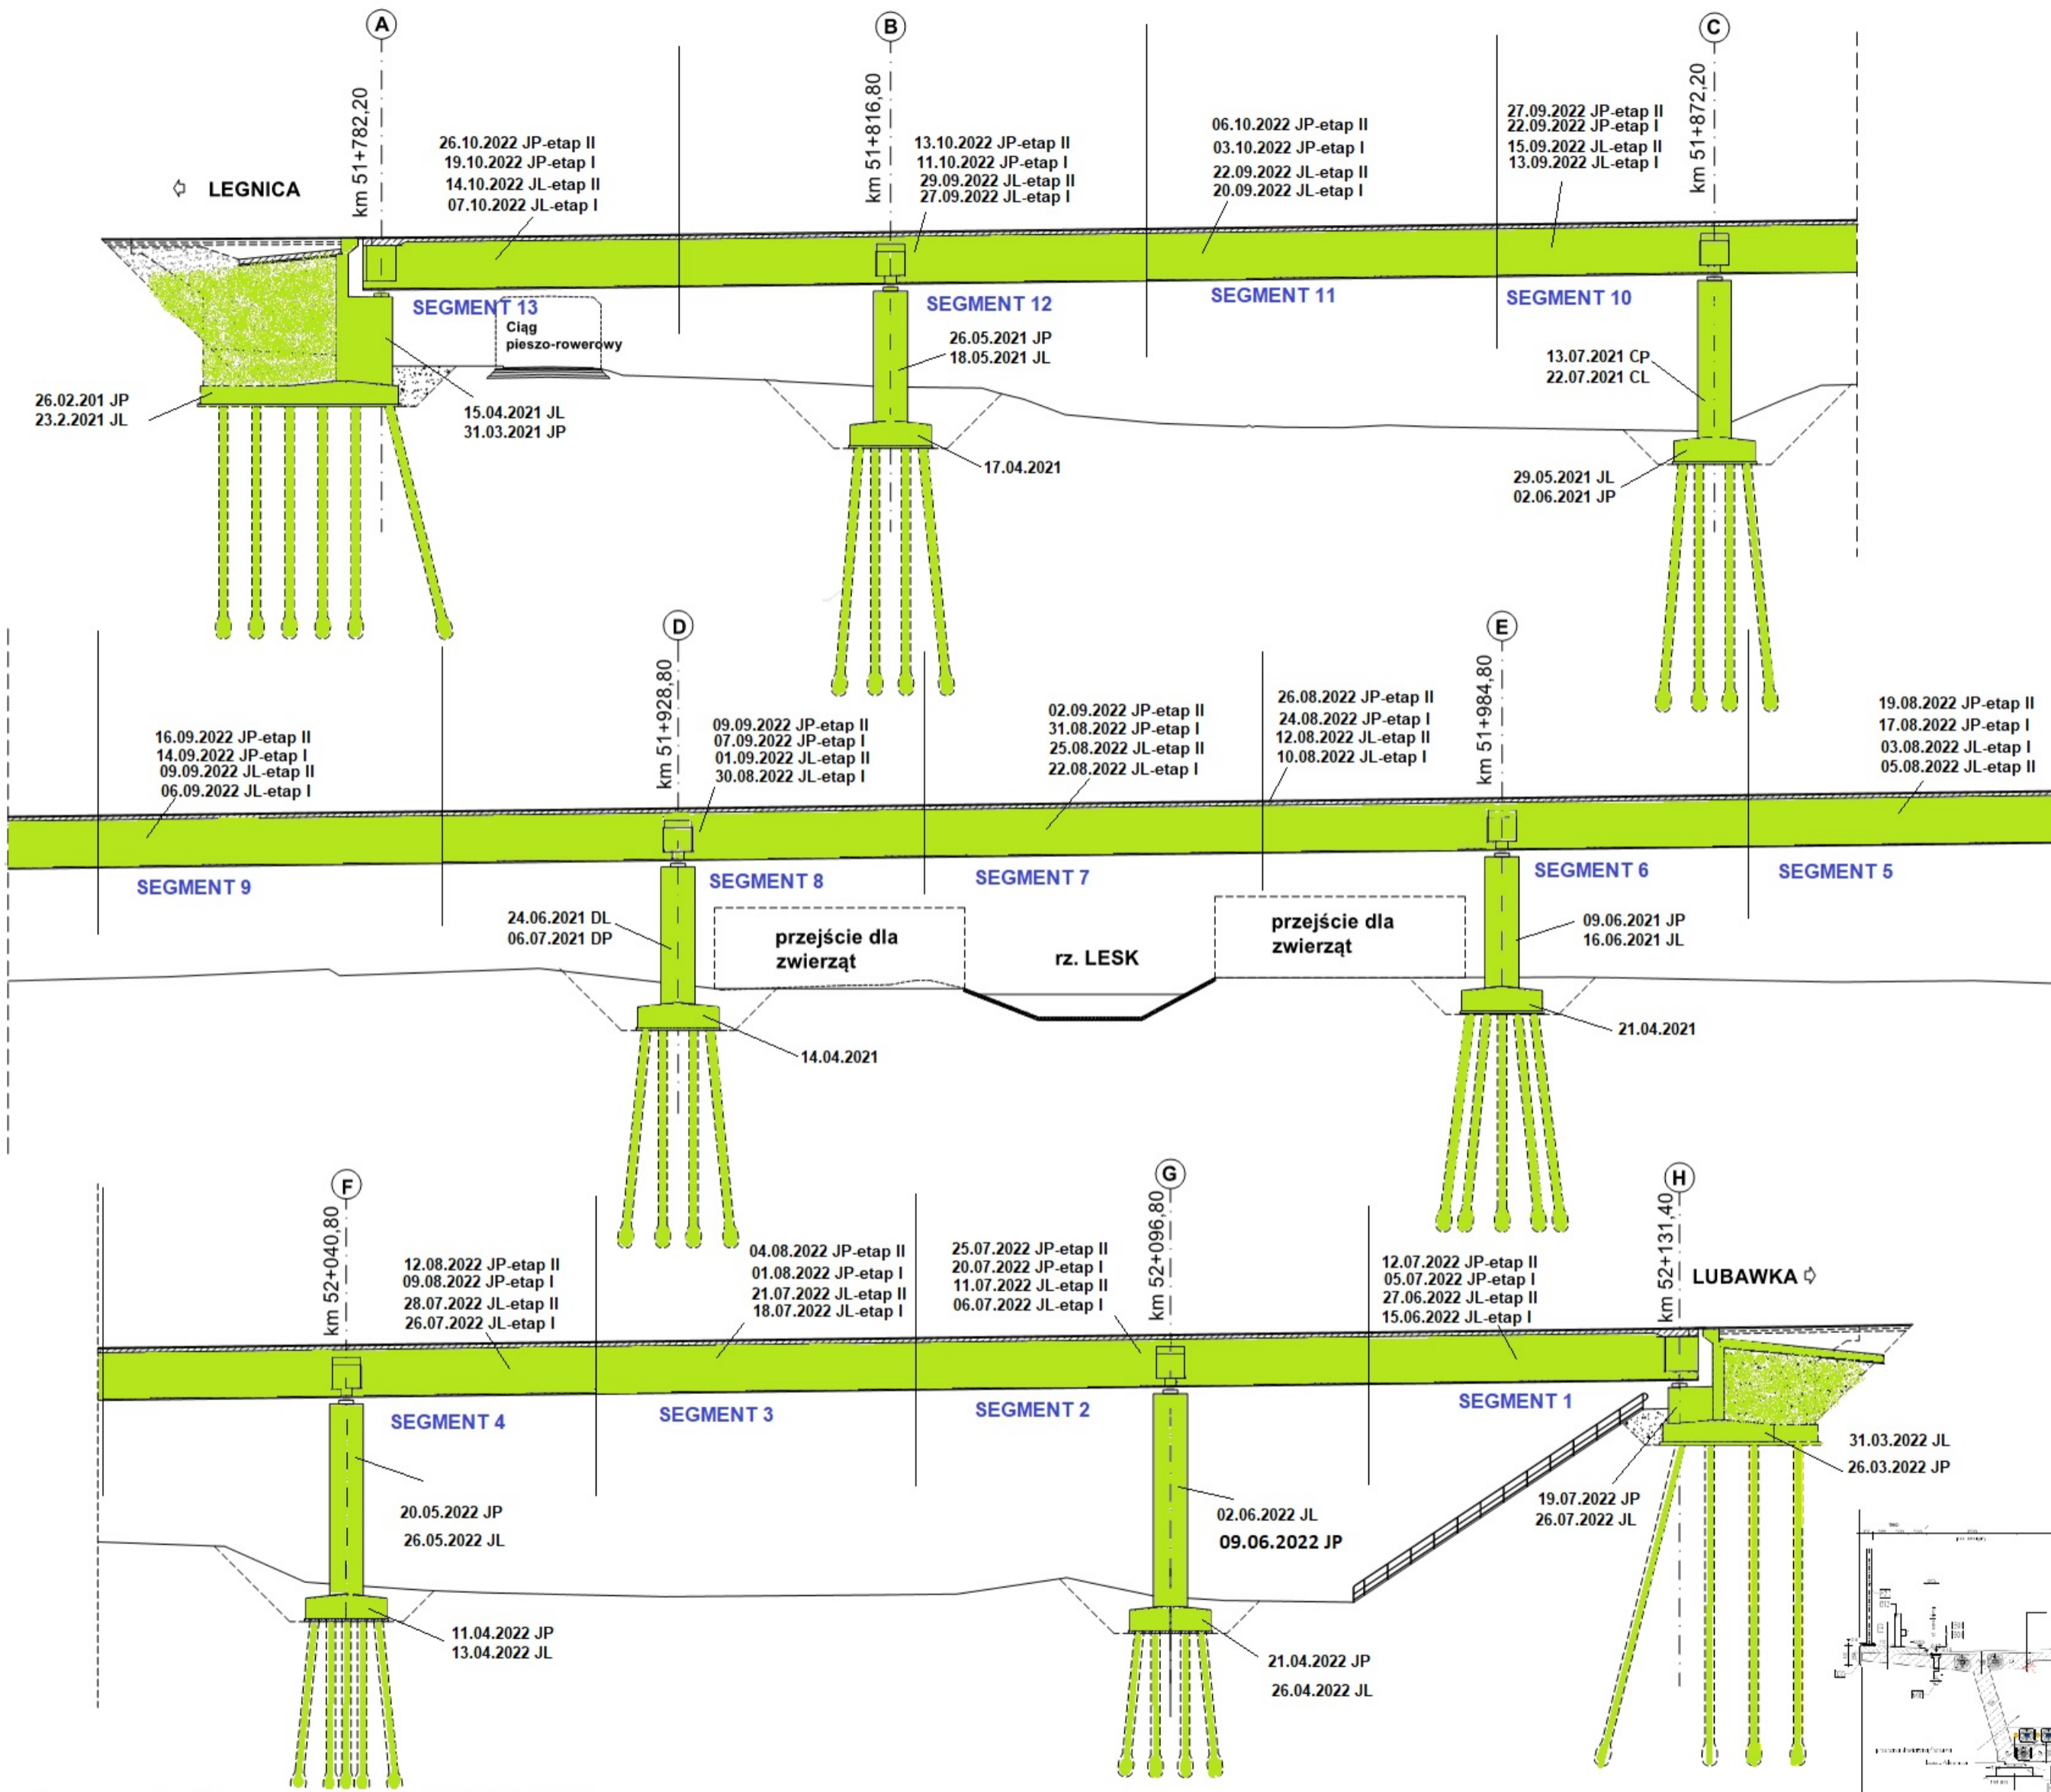 A
B
C
km 51+782,20
km 51+816,80
km 51+872,20
LEGNICA
26.10.2022 JP-etap II
19.10.2022 JP-etap I
14.10.2022 JL-etap II
07.10.2022 JL-etap I
13.10.2022 JP-etap II
11.10.2022 JP-etap I
29.09.2022 JL-etap II
27.09.2022 JL-etap I
06.10.2022 JP-etap II
03.10.2022 JP-etap I
22.09.2022 JL-etap II
20.09.2022 JL-etap I
27.09.2022 JP-etap II
22.09.2022 JP-etap I
15.09.2022 JL-etap II
13.09.2022 JL-etap I
SEGMENT 13
SEGMENT 12
SEGMENT 11
SEGMENT 10
Ciąg
pieszo-rowerowy
26.02.201 JP
23.2.2021 JL
15.04.2021 JL
31.03.2021 JP
26.05.2021 JP
18.05.2021 JL
17.04.2021
13.07.2021 CP
22.07.2021 CL
29.05.2021 JL
02.06.2021 JP
D
E
km 51+928,80
km 51+984,80
16.09.2022 JP-etap II
14.09.2022 JP-etap I
09.09.2022 JL-etap II
06.09.2022 JL-etap I
09.09.2022 JP-etap II
07.09.2022 JP-etap I
01.09.2022 JL-etap II
30.08.2022 JL-etap I
02.09.2022 JP-etap II
31.08.2022 JP-etap I
25.08.2022 JL-etap II
22.08.2022 JL-etap I
26.08.2022 JP-etap II
24.08.2022 JP-etap I
12.08.2022 JL-etap II
10.08.2022 JL-etap I
19.08.2022 JP-etap II
17.08.2022 JP-etap I
03.08.2022 JL-etap I
05.08.2022 JL-etap II
SEGMENT 9
SEGMENT 8
SEGMENT 7
SEGMENT 6
SEGMENT 5
24.06.2021 DL
06.07.2021 DP
przejście dla
zwierząt
rz. LESK
przejście dla
zwierząt
09.06.2021 JP
16.06.2021 JL
14.04.2021
21.04.2021
F
G
H
km 52+040,80
km 52+096,80
km 52+131,40
LUBAWKA
12.08.2022 JP-etap II
09.08.2022 JP-etap I
28.07.2022 JL-etap II
26.07.2022 JL-etap I
04.08.2022 JP-etap II
01.08.2022 JP-etap I
21.07.2022 JL-etap II
18.07.2022 JL-etap I
25.07.2022 JP-etap II
20.07.2022 JP-etap I
11.07.2022 JL-etap II
06.07.2022 JL-etap I
12.07.2022 JP-etap II
05.07.2022 JP-etap I
27.06.2022 JL-etap II
15.06.2022 JL-etap I
SEGMENT 4
SEGMENT 3
SEGMENT 2
SEGMENT 1
20.05.2022 JP
26.05.2022 JL
02.06.2022 JL
09.06.2022 JP
19.07.2022 JP
26.07.2022 JL
31.03.2022 JL
26.03.2022 JP
11.04.2022 JP
13.04.2022 JL
21.04.2022 JP
26.04.2022 JL